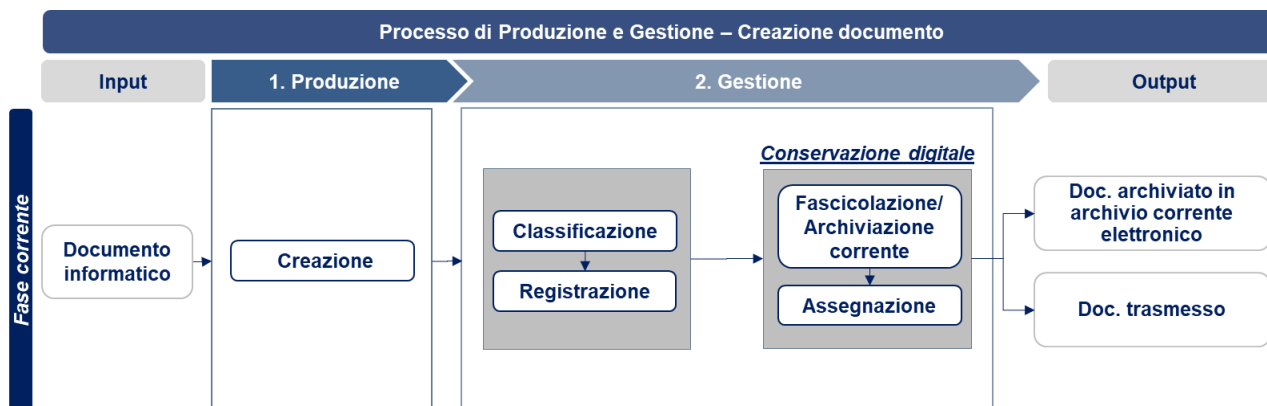 Processo di Produzione e Gestione – Creazione documento
Input
1. Produzione
2. Gestione
Output
Fase corrente
Documento
informatico
Creazione
Classificazione
Registrazione
Conservazione digitale
Fascicolazione/
Archiviazione
corrente
Assegnazione
Doc. archiviato in
archivio corrente
elettronico
Doc. trasmesso